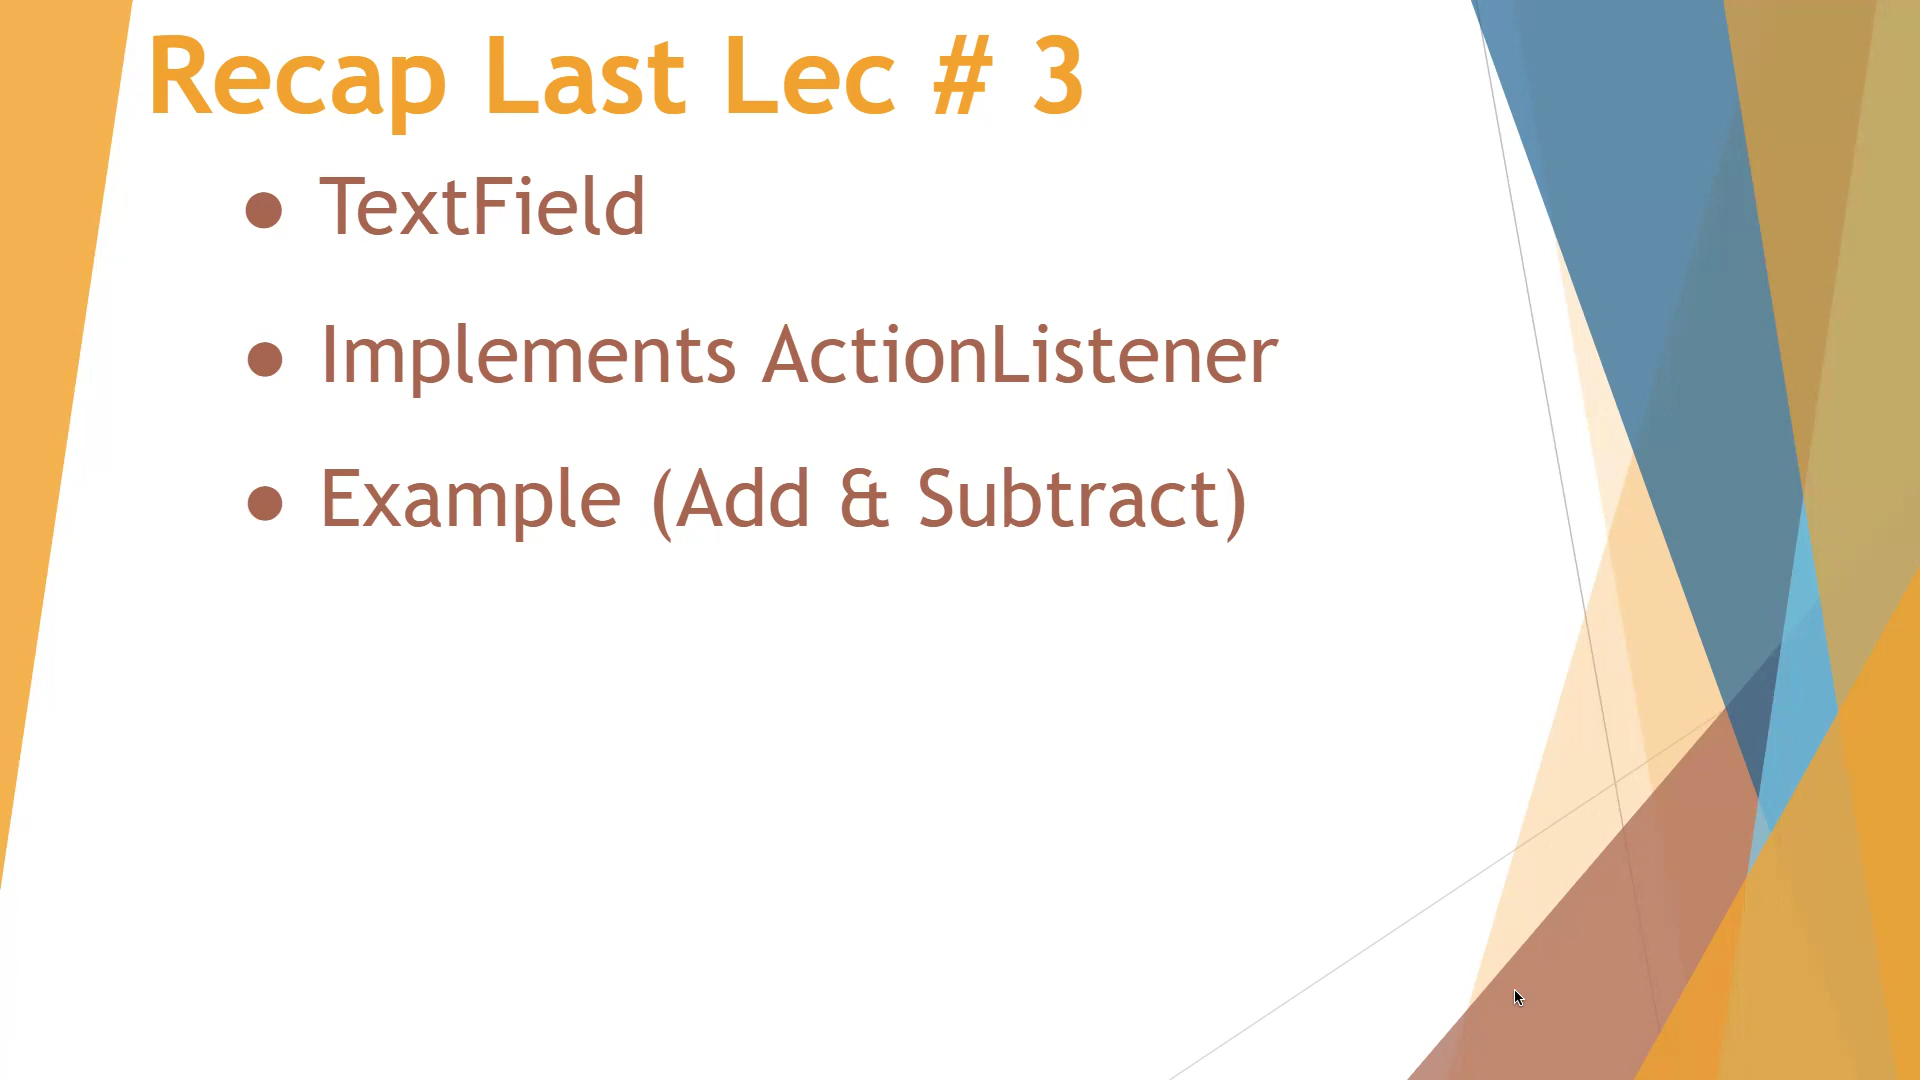 Recap Last Lec # 3
● TextField
● Implements ActionListener
● Example (Add & Subtract)